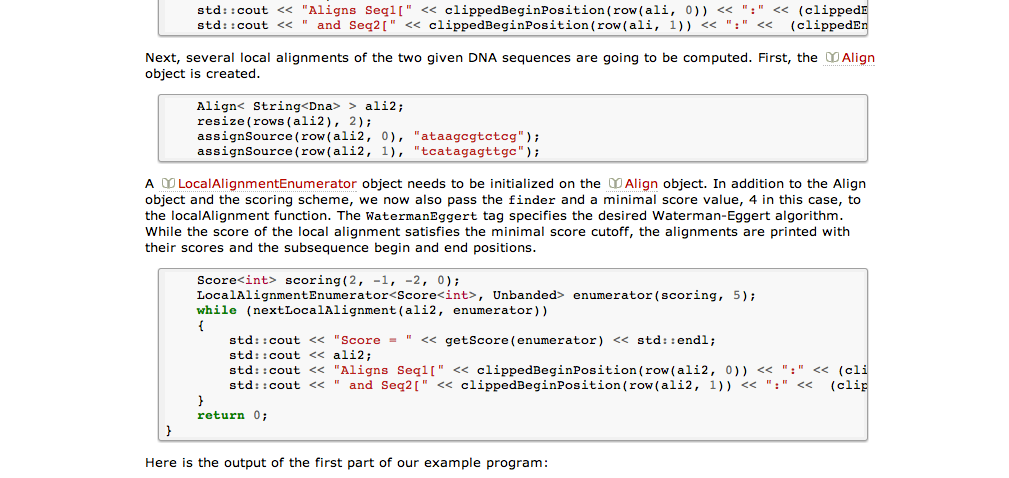 std::cout << "Aligns Seq1[" << clippedBeginPosition(row(ali, 0)) << ":" << (clippedE
std::cout << " and Seq2[" << clippedBeginPosition(row(ali, 1)) << ":" <<  (clippedEn
Next, several local alignments of the two given DNA sequences are going to be computed. First, the Align
object is created.
Align< String<Dna> > ali2;
resize(rows(ali2), 2);
assignSource(row(ali2, 0), "ataagcgtctcg");
assignSource(row(ali2, 1), "tcatagagttgc");
A LocalAlignmentEnumerator object needs to be initialized on the Align object. In addition to the Align
object and the scoring scheme, we now also pass the finder and a minimal score value, 4 in this case, to
the localAlignment function. The WatermanEggert tag specifies the desired Waterman-Eggert algorithm.
While the score of the local alignment satisfies the minimal score cutoff, the alignments are printed with
their scores and the subsequence begin and end positions.
Score<int> scoring(2, -1, -2, 0);
LocalAlignmentEnumerator<Score<int>, Unbanded> enumerator(scoring, 5);
while (nextLocalAlignment(ali2, enumerator))
{
std::cout << "Score = " << getScore(enumerator) << std::endl;
std::cout << ali2;
std::cout << "Aligns Seq1[" << clippedBeginPosition(row(ali2, 0)) << ":" << (cli
std::cout << " and Seq2[" << clippedBeginPosition(row(ali2, 1)) << ":" <<  (clip
}
return 0;
}
Here is the output of the first part of our example program: